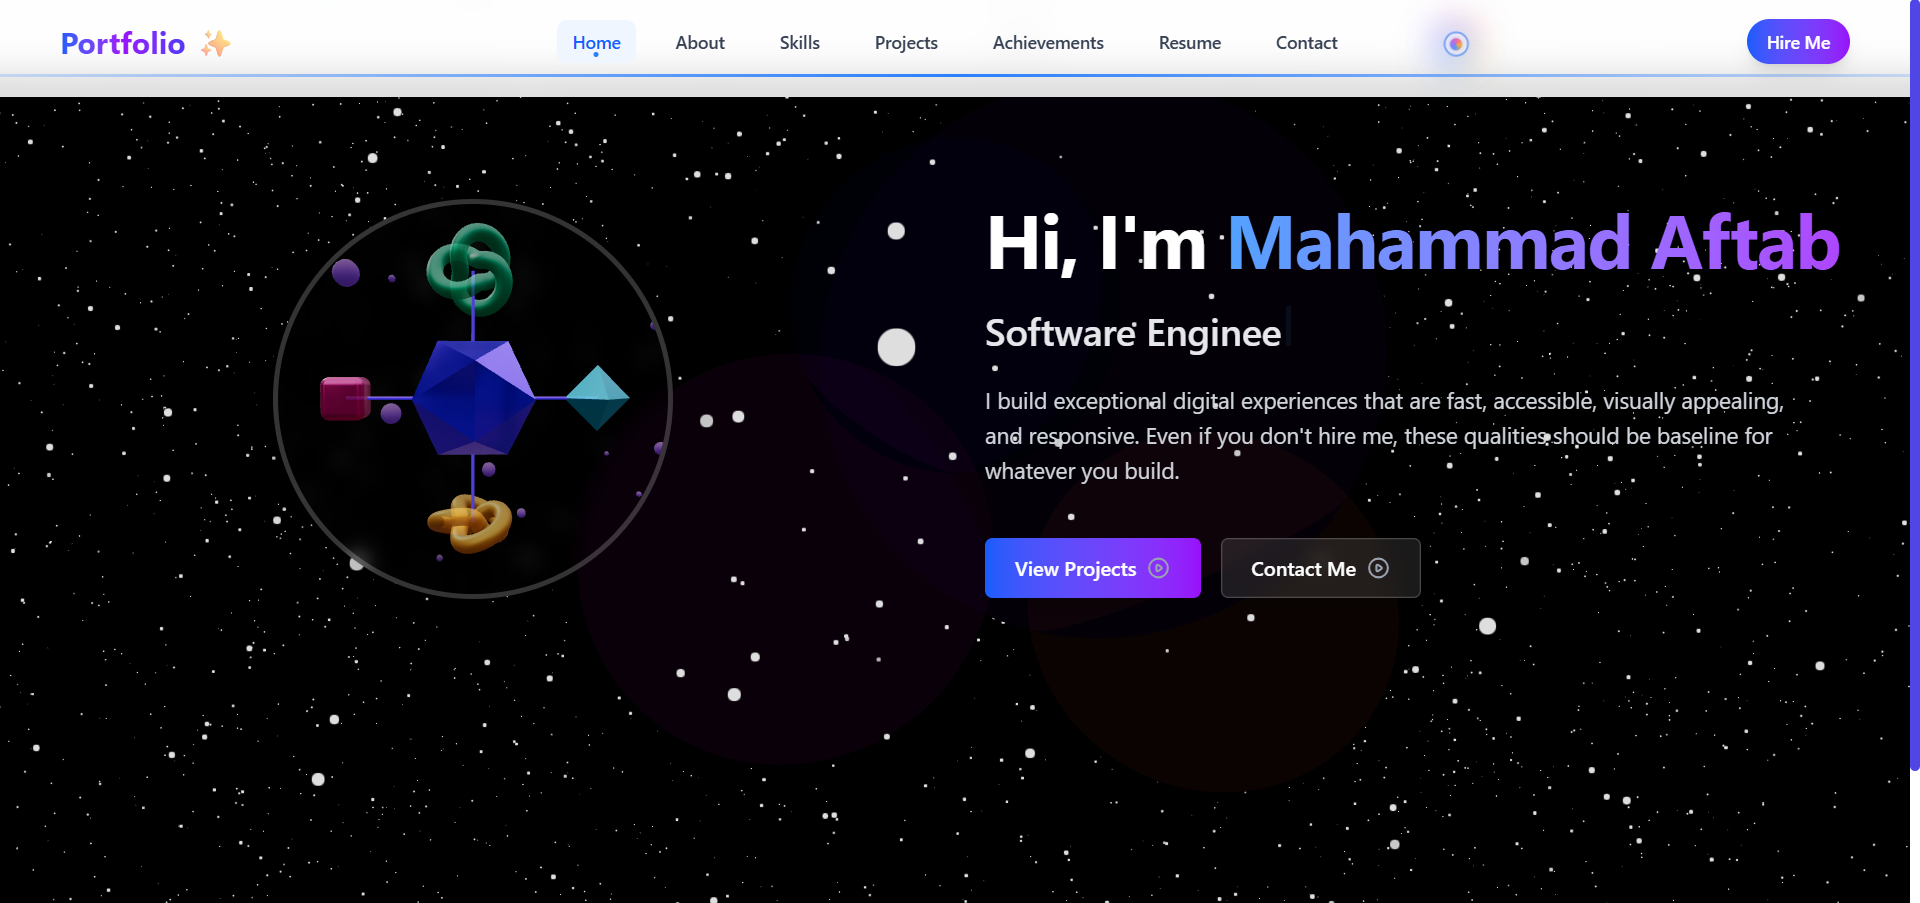 Portfolio ✨
Home
About
Skills
Projects
Achievements
Resume
Contact
Hire Me
Hi, I'm Mahammad Aftab
Software Enginee
I build exceptional digital experiences that are fast, accessible, visually appealing,
and responsive. Even if you don't hire me, these qualities should be baseline for
whatever you build.
View Projects
Contact Me